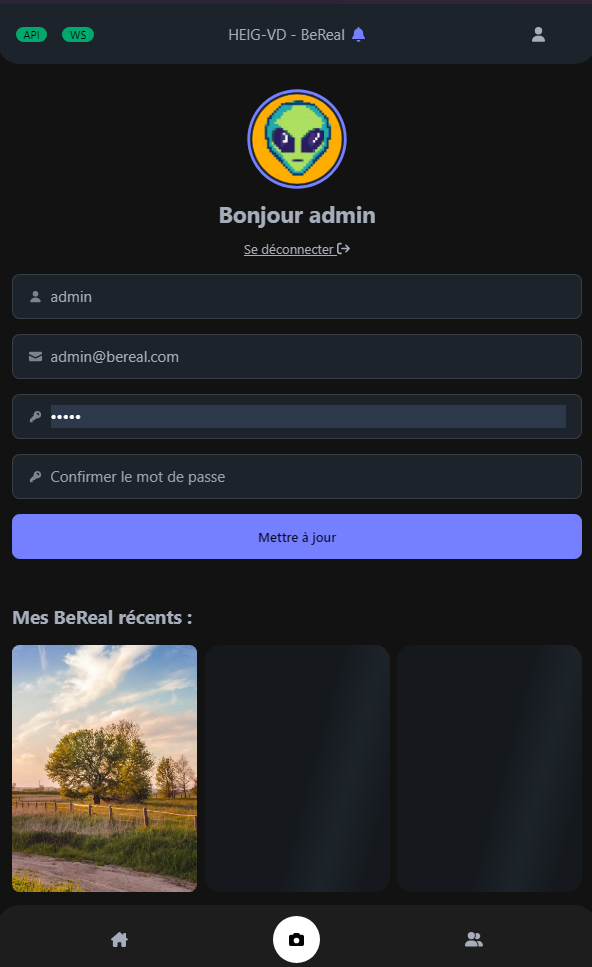 API
WS
HEIG-VD - BeReal
Bonjour admin
Se déconnecter
admin
admin@bereal.com
•••••
Confirmer le mot de passe
Mettre à jour
Mes BeReal récents :